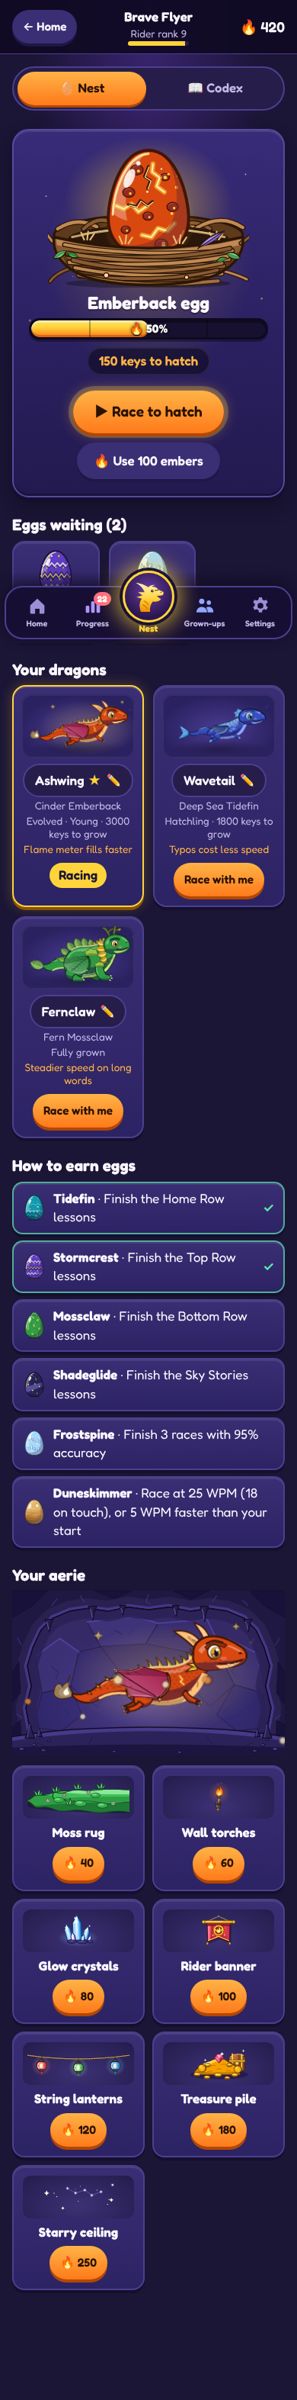 ← Home
Brave Flyer
Rider rank 9
420
Nest
Codex
Emberback egg
50%
150 keys to hatch
▶ Race to hatch
Use 100 embers
Eggs waiting (2)
Home
Progress
22
Nest
Grown-ups
Settings
Your dragons
Ashwing
Cinder Emberback
Evolved · Young · 3000
keys to grow
Flame meter fills faster
Racing
Wavetail
Deep Sea Tidefin
Hatchling · 1800 keys to
grow
Typos cost less speed
Race with me
Fernclaw
Fern Mossclaw
Fully grown
Steadier speed on long
words
Race with me
How to earn eggs
Tidefin · Finish the Home Row
lessons
Stormcrest · Finish the Top Row
lessons
Mossclaw · Finish the Bottom Row
lessons
Shadeglide · Finish the Sky Stories
lessons
Frostspine · Finish 3 races with 95%
accuracy
Duneskimmer · Race at 25 WPM (18
on touch), or 5 WPM faster than your
start
Your aerie
Moss rug
40
Wall torches
60
Glow crystals
80
Rider banner
100
String lanterns
120
Treasure pile
180
Starry ceiling
250